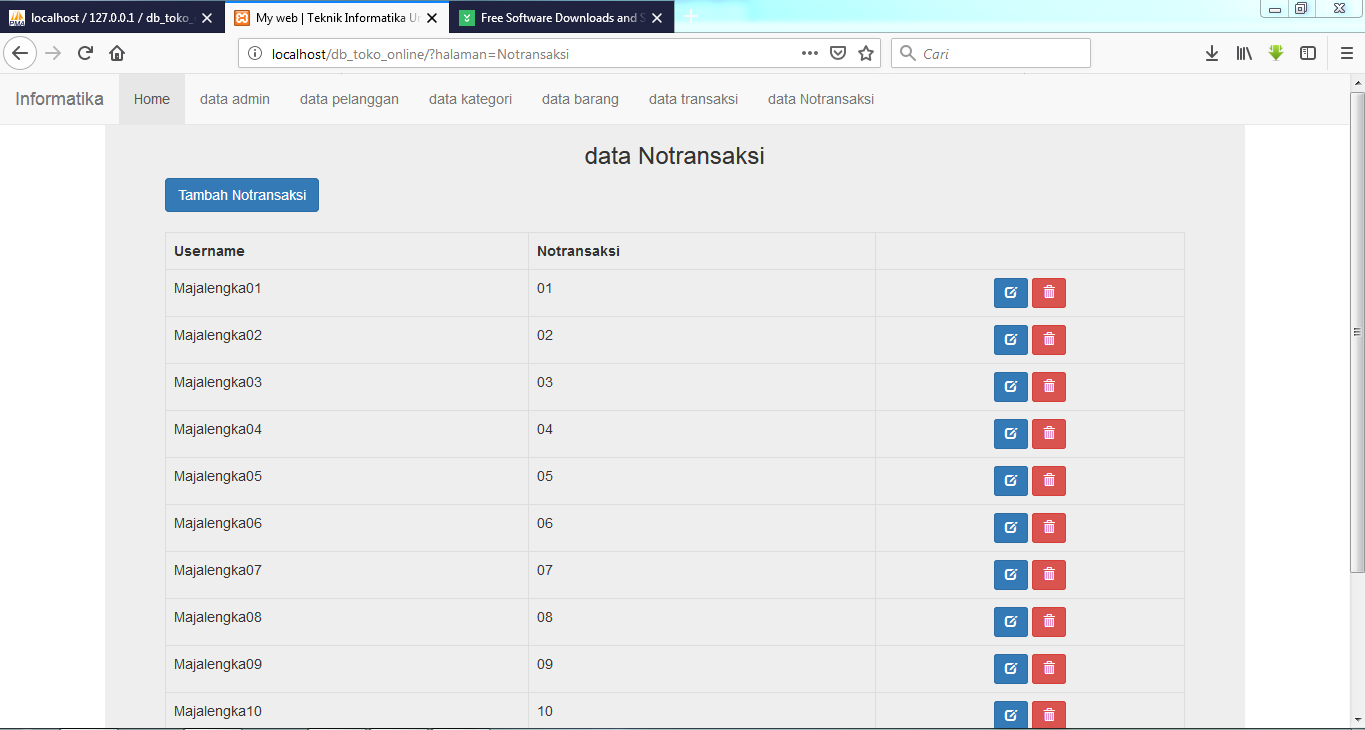 localhost / 127.0.0.1 / db_toko_
My web | Teknik Informatika Un
Free Software Downloads and S
localhost/db_toko_online/?halaman=Notransaksi
Cari
Informatika
Home
data admin
data pelanggan
data kategori
data barang
data transaksi
data Notransaksi
data Notransaksi
Tambah Notransaksi
Username Notransaksi
Majalengka01 01
Majalengka02 02
Majalengka03 03
Majalengka04 04
Majalengka05 05
Majalengka06 06
Majalengka07 07
Majalengka08 08
Majalengka09 09
Majalengka10 10